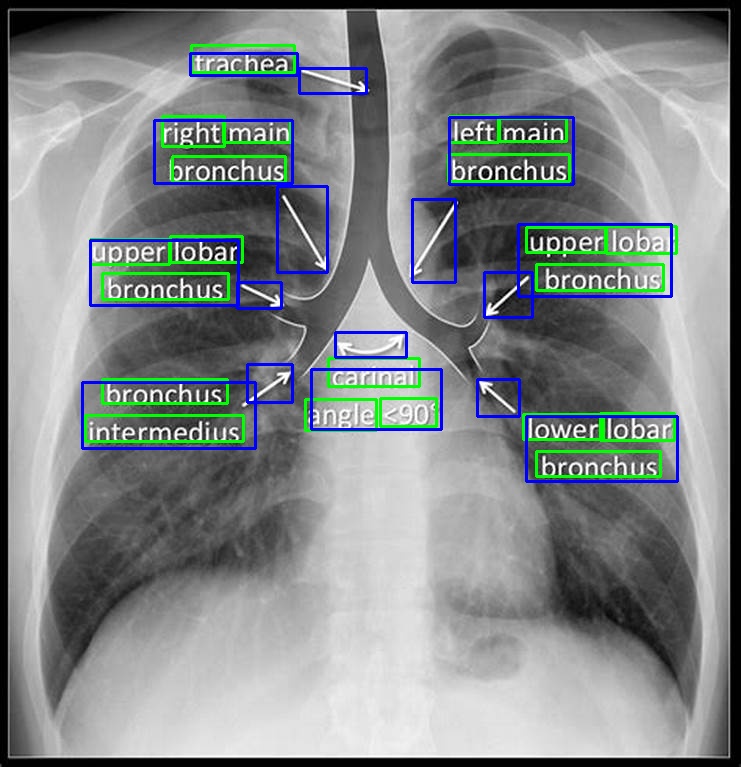 trachea
right main
bronchus
left main
bronchus
upper lobar
bronchus
upper lobar
bronchus
carinal
angle <90°
bronchus
intermedius
lower lobar
bronchus